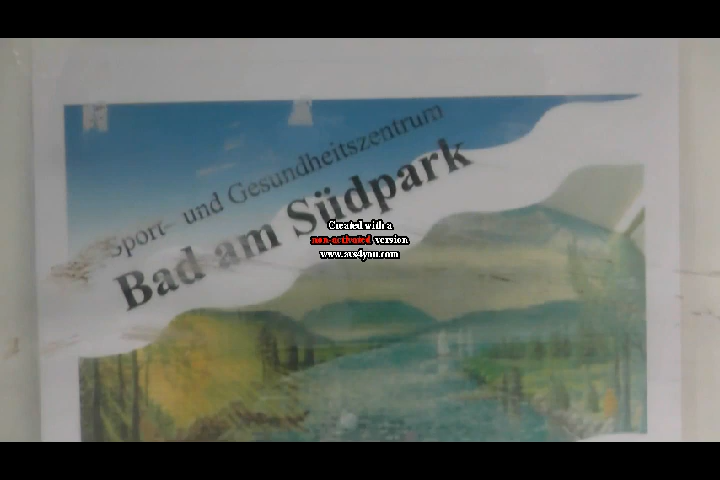 Sport- und Gesundheitszentrum
Bad am Südpark
Created with a
non-activated version
www.avs4you.com